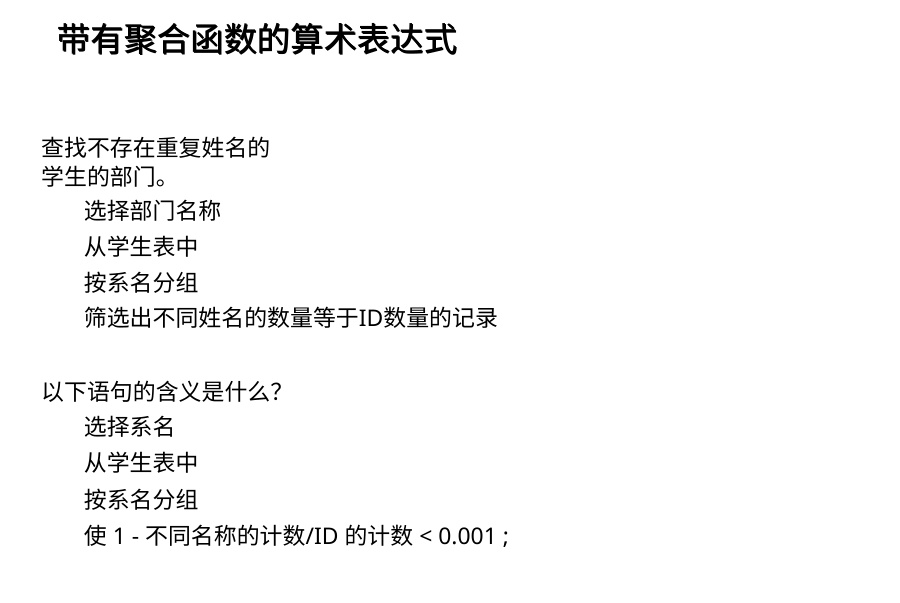 带有聚合函数的算术表达式
查找不存在重复姓名的
学生的部门。
选择部门名称
从学生表中
按系名分组
筛选出不同姓名的数量等于ID数量的记录
以下语句的含义是什么?
选择系名
从学生表中
按系名分组
使 1 - 不同名称的计数/ID 的计数 < 0.001 ;